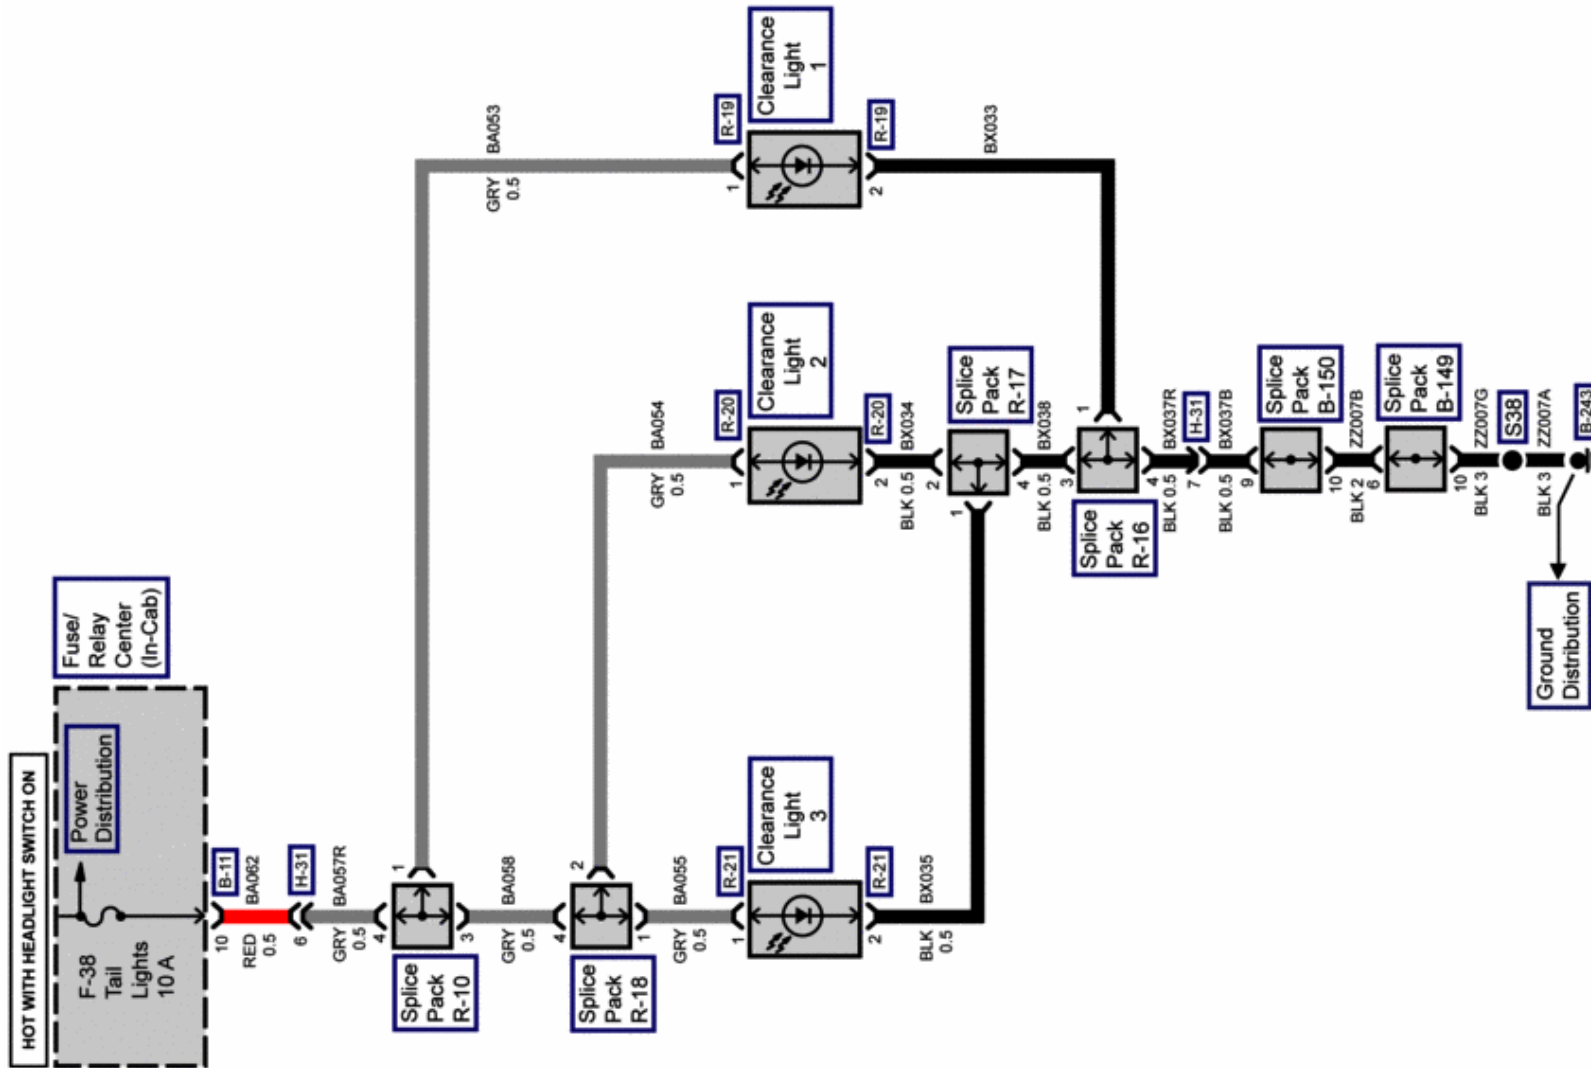 HOT WITH HEADLIGHT SWITCH ON
Power
Distribution
F-38
Tail
Lights
10 A
Fuse/
Relay
Center
(In-Cab)
B-11
10
BA062
RED
0.5
H-31
6
BA057R
GRY
0.5
4
1
3
Splice
Pack
R-10
BA058
GRY
0.5
4
2
1
Splice
Pack
R-18
BA055
GRY
0.5
BA054
GRY
0.5
BA053
GRY
0.5
R-21
1
Clearance
Light
3
R-21
2
BX035
BLK
0.5
R-20
1
Clearance
Light
2
R-20
2
BX034
BLK 0.5
R-19
1
Clearance
Light
1
R-19
2
BX033
2
1
4
Splice
Pack
R-17
BX038
BLK 0.5
3
1
4
Splice
Pack
R-16
BX037R
BLK 0.5
H-31
7
BX037B
BLK 0.5
9
Splice
Pack
B-150
10
ZZ007B
BLK 2
6
Splice
Pack
B-149
10
ZZ007G
BLK 3
S38
ZZ007A
BLK 3
B-243
Ground
Distribution